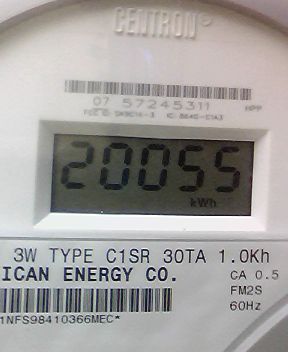 CENTRON®
07 57245311 HPP
20055
kWh
3W TYPE C1SR 30TA 1.0Kh
ICAN ENERGY CO. CA 0.5
FM2S
60Hz
1NFS98410366MEC*